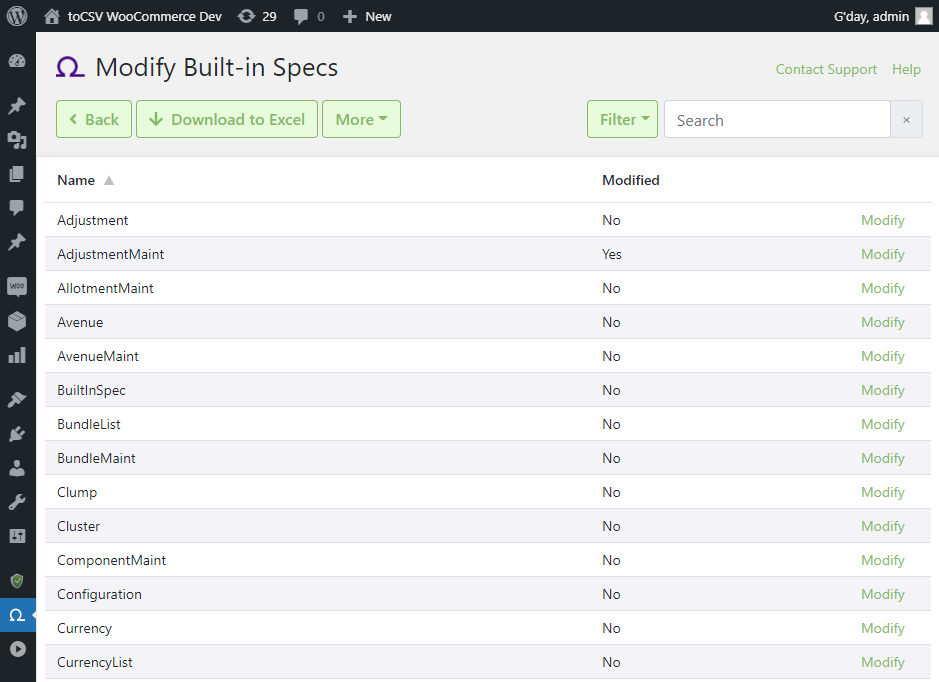 toCSV WooCommerce Dev 29 0 New G'day, admin
Ω Modify Built-in Specs Contact Support Help
Back Download to Excel More Filter Search ×
Name Modified
Adjustment No Modify
AdjustmentMaint Yes Modify
AllotmentMaint No Modify
Avenue No Modify
AvenueMaint No Modify
BuiltInSpec No Modify
BundleList No Modify
BundleMaint No Modify
Clump No Modify
Cluster No Modify
ComponentMaint No Modify
Configuration No Modify
Currency No Modify
CurrencyList No Modify